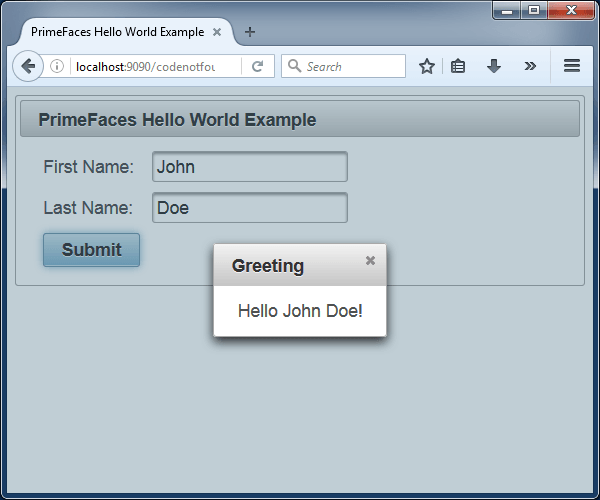 PrimeFaces Hello World Example
localhost:9090/codenotfou
Search
PrimeFaces Hello World Example
First Name: John
Last Name: Doe
Submit
Greeting
Hello John Doe!